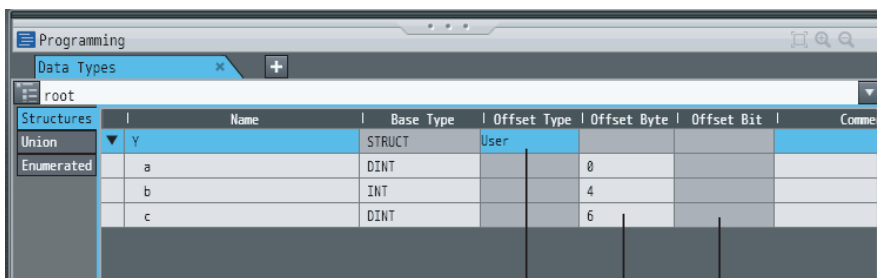 Programming
Data Types × +
root
Structures Name Base Type Offset Type Offset Byte Offset Bit Comme
Union ▼ Y STRUCT User
Enumerated a DINT 0
b INT 4
c DINT 6